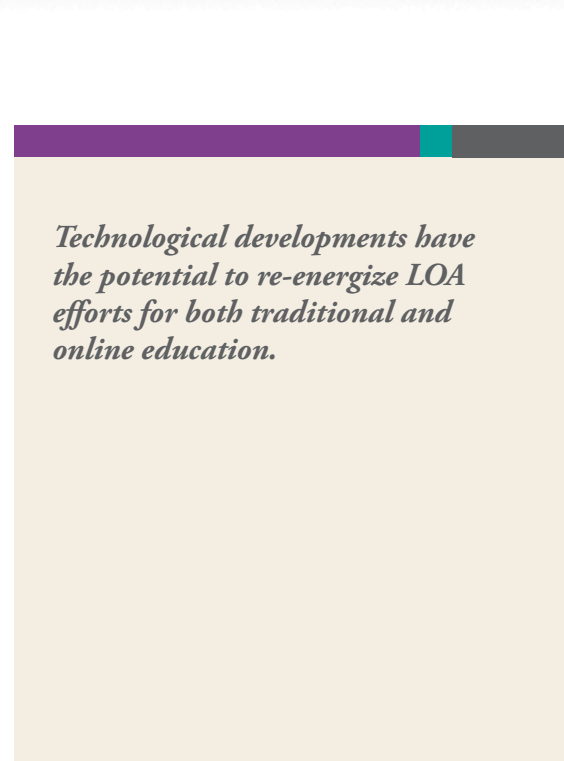 Technological developments have
the potential to re-energize LOA
efforts for both traditional and
online education.